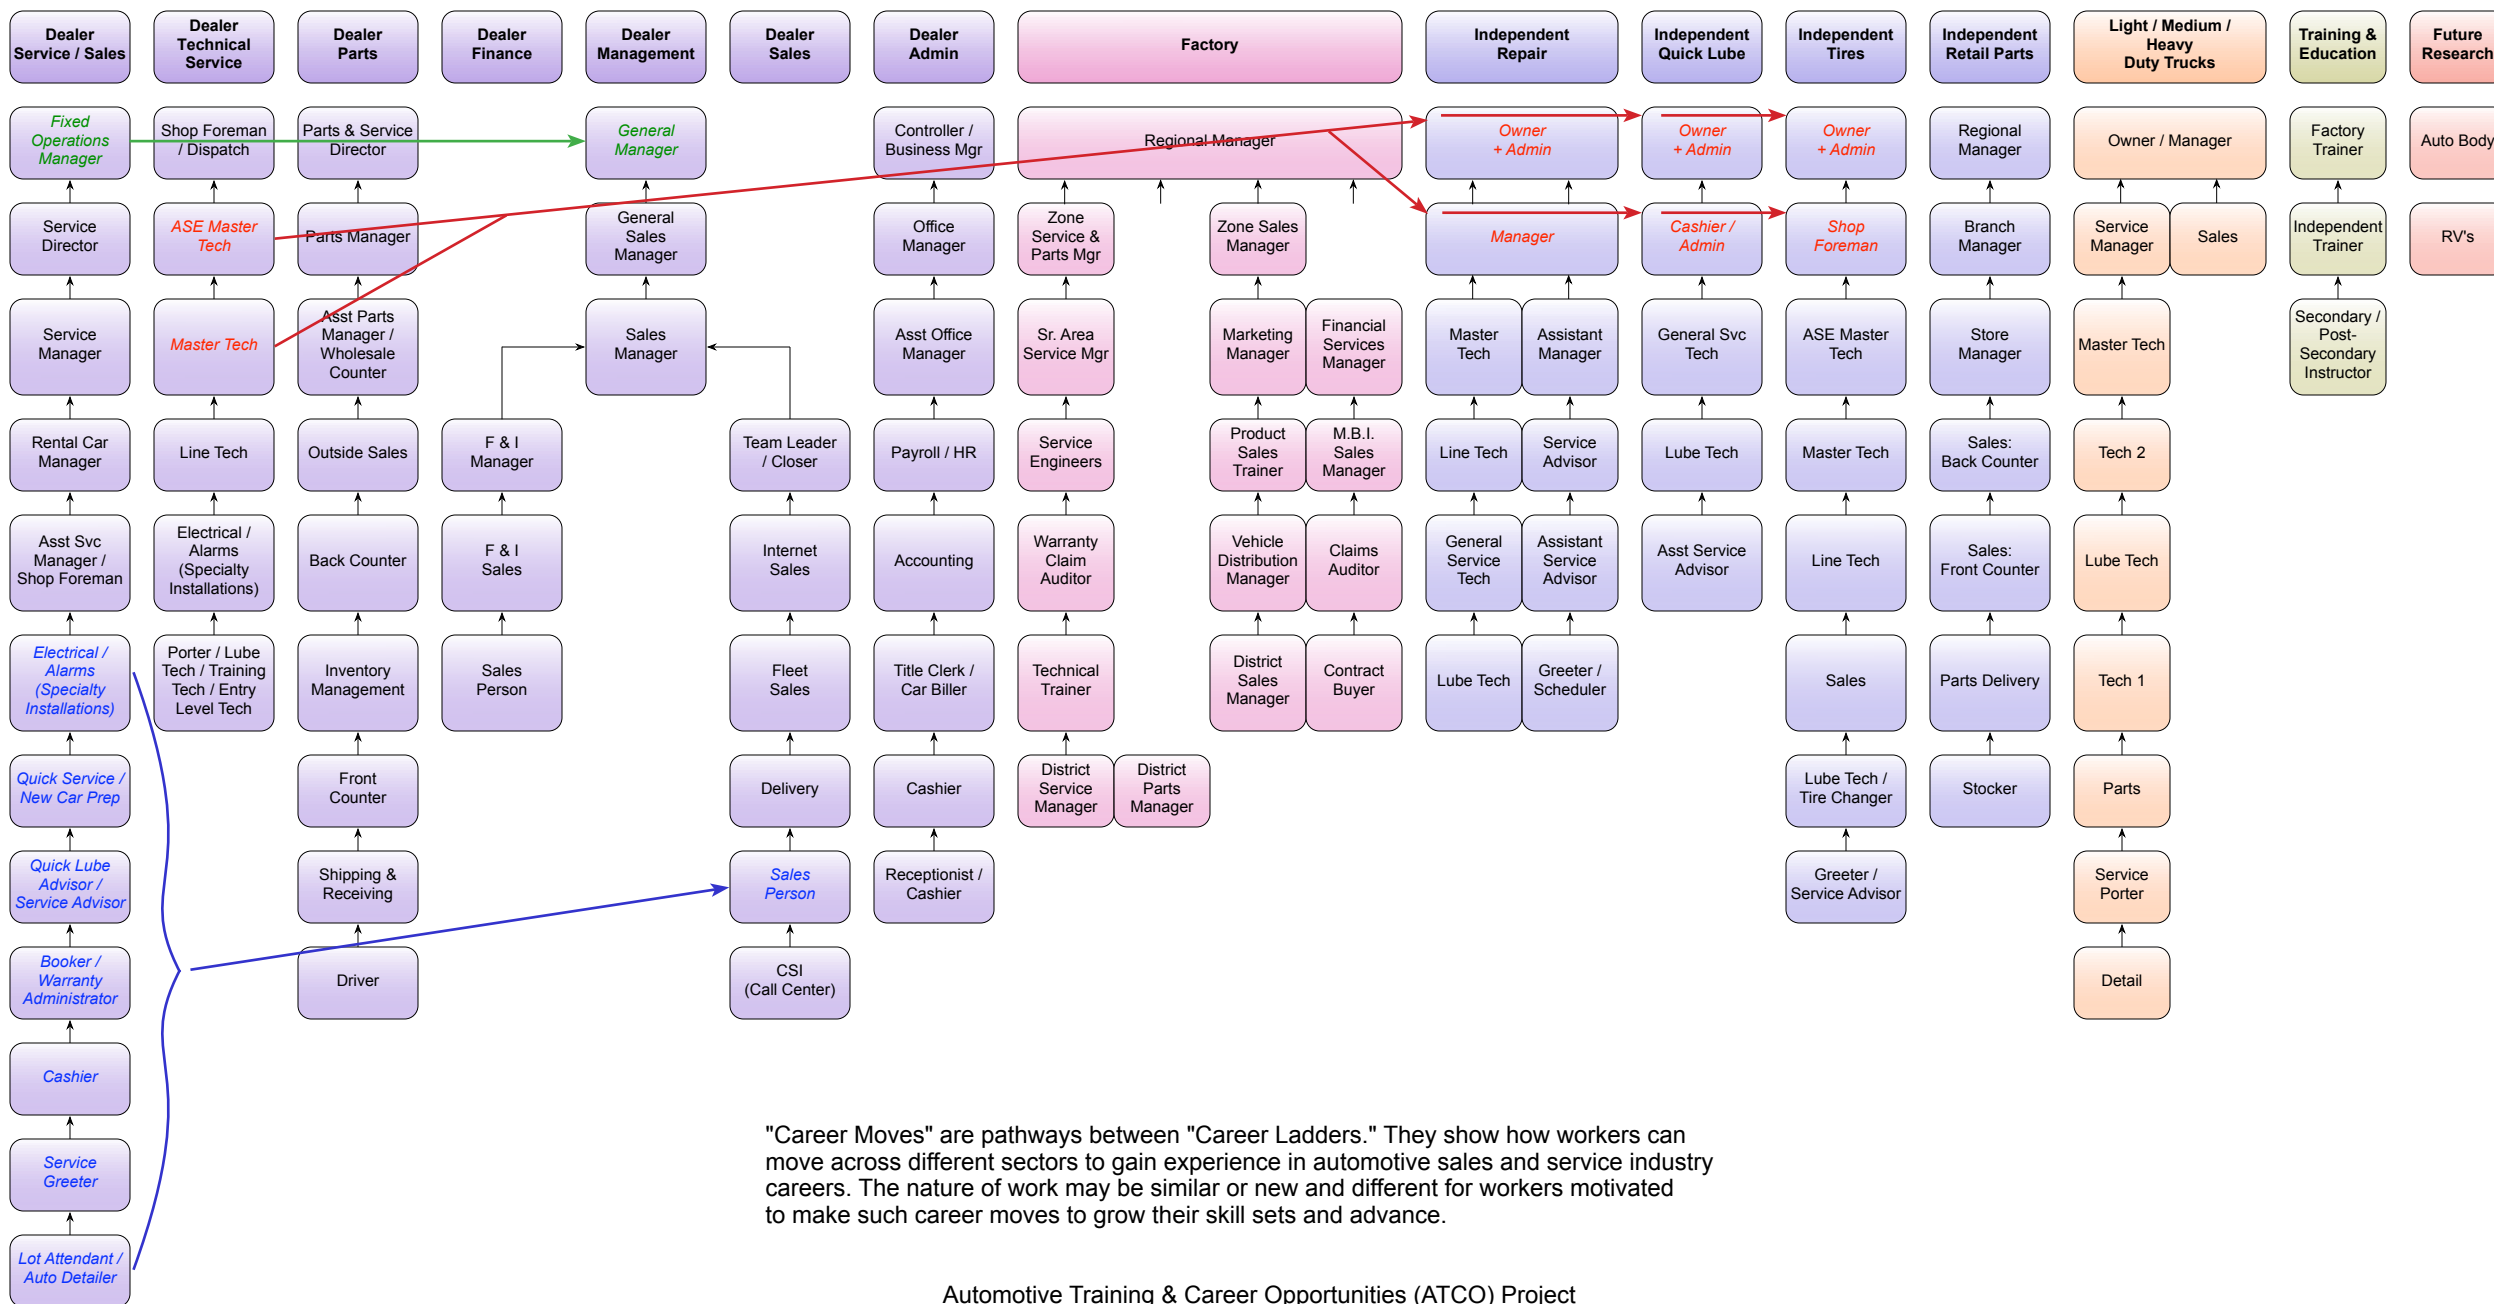 Dealer
Service / Sales
Dealer
Technical
Service
Dealer
Parts
Dealer
Finance
Dealer
Management
Dealer
Sales
Dealer
Admin
Factory
Independent
Repair
Independent
Quick Lube
Independent
Tires
Independent
Retail Parts
Light / Medium /
Heavy
Duty Trucks
Training &
Education
Future
Research
Fixed
Operations
Manager
Service
Director
Service
Manager
Rental Car
Manager
Asst Svc
Manager /
Shop Foreman
Electrical /
Alarms
(Specialty
Installations)
Quick Service /
New Car Prep
Quick Lube
Advisor /
Service Advisor
Booker /
Warranty
Administrator
Cashier
Service
Greeter
Lot Attendant /
Auto Detailer
Shop Foreman
/ Dispatch
ASE Master
Tech
Master Tech
Line Tech
Electrical /
Alarms
(Specialty
Installations)
Porter / Lube
Tech / Training
Tech / Entry
Level Tech
Parts & Service
Director
Parts Manager
Asst Parts
Manager /
Wholesale
Counter
Outside Sales
Back Counter
Inventory
Management
Front
Counter
Shipping &
Receiving
Driver
F & I
Manager
F & I
Sales
Sales
Person
General
Manager
General
Sales
Manager
Sales
Manager
Team Leader
/ Closer
Internet
Sales
Fleet
Sales
Delivery
Sales
Person
CSI
(Call Center)
Controller /
Business Mgr
Office
Manager
Asst Office
Manager
Payroll / HR
Accounting
Title Clerk /
Car Biller
Cashier
Receptionist /
Cashier
Regional Manager
Zone
Service &
Parts Mgr
Sr. Area
Service Mgr
Service
Engineers
Warranty
Claim
Auditor
Technical
Trainer
District
Service
Manager
District
Parts
Manager
Zone Sales
Manager
Marketing
Manager
Product
Sales
Trainer
Vehicle
Distribution
Manager
District
Sales
Manager
Financial
Services
Manager
M.B.I.
Sales
Manager
Claims
Auditor
Contract
Buyer
Owner
+ Admin
Manager
Master
Tech
Line Tech
General
Service
Tech
Lube Tech
Assistant
Manager
Service
Advisor
Assistant
Service
Advisor
Greeter /
Scheduler
Owner
+ Admin
Cashier /
Admin
General Svc
Tech
Lube Tech
Asst Service
Advisor
Owner
+ Admin
Shop
Foreman
ASE Master
Tech
Master Tech
Line Tech
Sales
Lube Tech /
Tire Changer
Greeter /
Service Advisor
Regional
Manager
Branch
Manager
Store
Manager
Sales:
Back Counter
Sales:
Front Counter
Parts Delivery
Stocker
Owner / Manager
Service
Manager
Sales
Master Tech
Tech 2
Lube Tech
Tech 1
Parts
Service
Porter
Detail
Factory
Trainer
Independent
Trainer
Secondary /
Post-
Secondary
Instructor
Auto Body
RV's
"Career Moves" are pathways between "Career Ladders." They show how workers can
move across different sectors to gain experience in automotive sales and service industry
careers. The nature of work may be similar or new and different for workers motivated
to make such career moves to grow their skill sets and advance.
Automotive Training & Career Opportunities (ATCO) Project